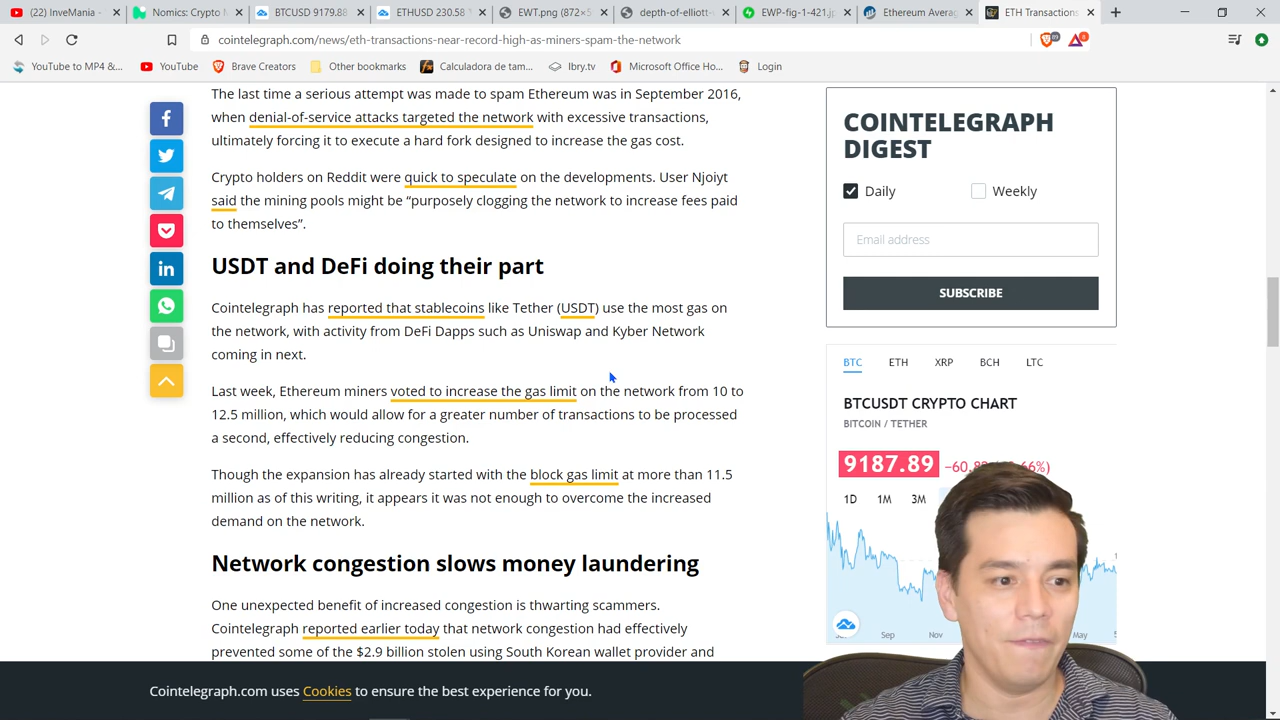 (22) InveMania -
Nomics: Crypto M
BTCUSD 9179.88
ETHUSD 230.58
EWT.png (872×5
depth-of-elliott-
EWP-fig-1-421.jp
Ethereum Averag
ETH Transactions
cointelegraph.com/news/eth-transactions-near-record-high-as-miners-spam-the-network
YouTube to MP4 &...
YouTube
Brave Creators
Other bookmarks
Calculadora de tam...
lbry.tv
Microsoft Office Ho...
Login
The last time a serious attempt was made to spam Ethereum was in September 2016,
when denial-of-service attacks targeted the network with excessive transactions,
ultimately forcing it to execute a hard fork designed to increase the gas cost.
Crypto holders on Reddit were quick to speculate on the developments. User Njoiyt
said the mining pools might be “purposely clogging the network to increase fees paid
to themselves”.
USDT and DeFi doing their part
Cointelegraph has reported that stablecoins like Tether (USDT) use the most gas on
the network, with activity from DeFi Dapps such as Uniswap and Kyber Network
coming in next.
Last week, Ethereum miners voted to increase the gas limit on the network from 10 to
12.5 million, which would allow for a greater number of transactions to be processed
a second, effectively reducing congestion.
Though the expansion has already started with the block gas limit at more than 11.5
million as of this writing, it appears it was not enough to overcome the increased
demand on the network.
Network congestion slows money laundering
One unexpected benefit of increased congestion is thwarting scammers.
Cointelegraph reported earlier today that network congestion had effectively
prevented some of the $2.9 billion stolen using South Korean wallet provider and
COINTELEGRAPH
DIGEST
Daily
Weekly
Email address
SUBSCRIBE
BTC ETH XRP BCH LTC
BTCUSDT CRYPTO CHART
BITCOIN / TETHER
9187.89
1D 1M 3M
Sep Nov May
Cointelegraph.com uses Cookies to ensure the best experience for you.